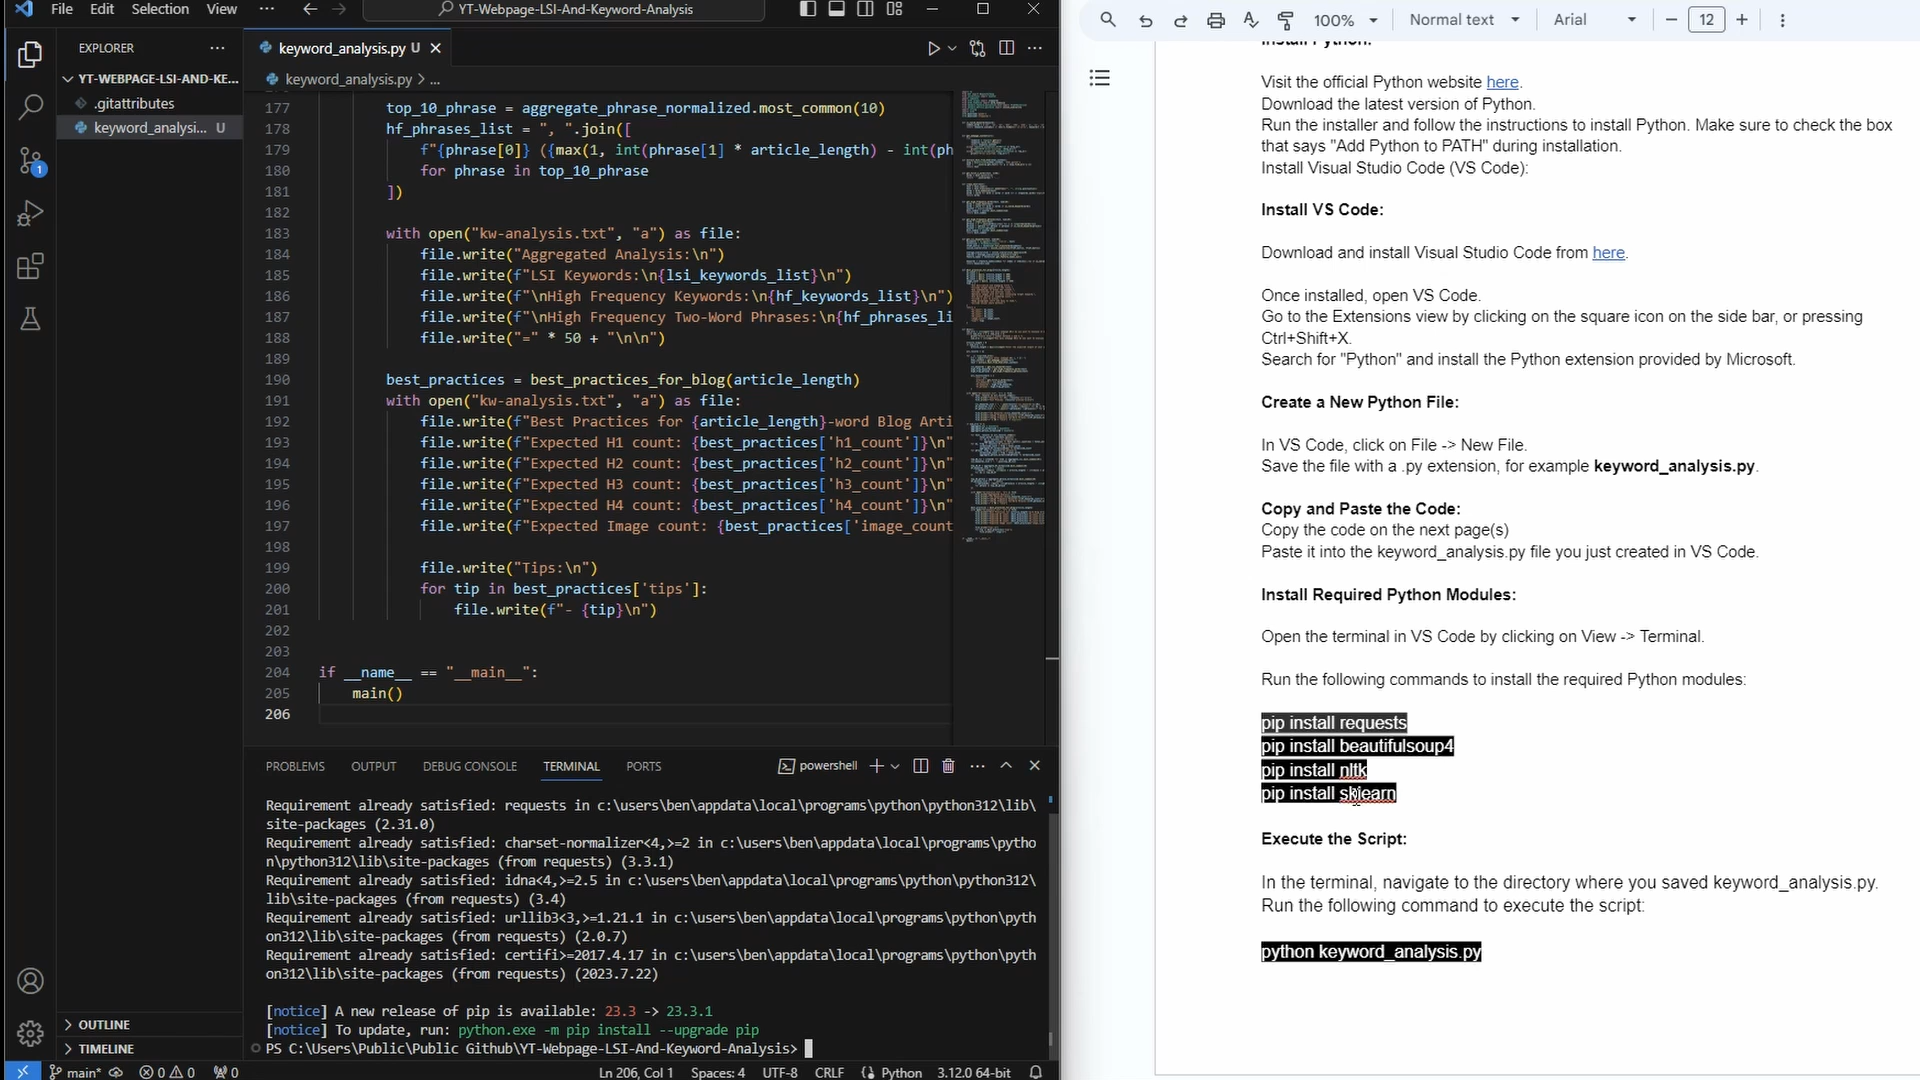 File Edit Selection View ···
YT-Webpage-LSI-And-Keyword-Analysis
EXPLORER
YT-WEBPAGE-LSI-AND-KE...
.gitattributes
keyword_analysi... U
1
OUTLINE
TIMELINE
keyword_analysis.py U
keyword_analysis.py > ...
177 top_10_phrase = aggregate_phrase_normalized.most_common(10)
178 hf_phrases_list = ", ".join([
179 f"{phrase[0]} ({max(1, int(phrase[1] * article_length) - int(ph
180 for phrase in top_10_phrase
181 ])
182
183 with open("kw-analysis.txt", "a") as file:
184 file.write("Aggregated Analysis:\n")
185 file.write(f"LSI Keywords:\n{lsi_keywords_list}\n")
186 file.write(f"\nHigh Frequency Keywords:\n{hf_keywords_list}\n")
187 file.write(f"\nHigh Frequency Two-Word Phrases:\n{hf_phrases_li
188 file.write("=" * 50 + "\n\n")
189
190 best_practices = best_practices_for_blog(article_length)
191 with open("kw-analysis.txt", "a") as file:
192 file.write(f"Best Practices for {article_length}-word Blog Arti
193 file.write(f"Expected H1 count: {best_practices['h1_count']}\n"
194 file.write(f"Expected H2 count: {best_practices['h2_count']}\n"
195 file.write(f"Expected H3 count: {best_practices['h3_count']}\n"
196 file.write(f"Expected H4 count: {best_practices['h4_count']}\n"
197 file.write(f"Expected Image count: {best_practices['image_count
198
199 file.write("Tips:\n")
200 for tip in best_practices['tips']:
201 file.write(f"- {tip}\n")
202
203
204 if __name__ == "__main__":
205 main()
206
PROBLEMS OUTPUT DEBUG CONSOLE TERMINAL PORTS powershell
Requirement already satisfied: requests in c:\users\ben\appdata\local\programs\python\python312\lib\
site-packages (2.31.0)
Requirement already satisfied: charset-normalizer<4,>=2 in c:\users\ben\appdata\local\programs\pytho
n\python312\lib\site-packages (from requests) (3.3.1)
Requirement already satisfied: idna<4,>=2.5 in c:\users\ben\appdata\local\programs\python\python312\
lib\site-packages (from requests) (3.4)
Requirement already satisfied: urllib3<3,>=1.21.1 in c:\users\ben\appdata\local\programs\python\pyth
on312\lib\site-packages (from requests) (2.0.7)
Requirement already satisfied: certifi>=2017.4.17 in c:\users\ben\appdata\local\programs\python\pyth
on312\lib\site-packages (from requests) (2023.7.22)
[notice] A new release of pip is available: 23.3 -> 23.3.1
[notice] To update, run: python.exe -m pip install --upgrade pip
PS C:\Users\Public\Public Github\YT-Webpage-LSI-And-Keyword-Analysis>
main* 0 0 0 Ln 206, Col 1 Spaces: 4 UTF-8 CRLF Python 3.12.0 64-bit
100% Normal text Arial 12
Install Python:
Visit the official Python website here.
Download the latest version of Python.
Run the installer and follow the instructions to install Python. Make sure to check the box
that says "Add Python to PATH" during installation.
Install Visual Studio Code (VS Code):
Install VS Code:
Download and install Visual Studio Code from here.
Once installed, open VS Code.
Go to the Extensions view by clicking on the square icon on the side bar, or pressing
Ctrl+Shift+X.
Search for "Python" and install the Python extension provided by Microsoft.
Create a New Python File:
In VS Code, click on File -> New File.
Save the file with a .py extension, for example keyword_analysis.py.
Copy and Paste the Code:
Copy the code on the next page(s)
Paste it into the keyword_analysis.py file you just created in VS Code.
Install Required Python Modules:
Open the terminal in VS Code by clicking on View -> Terminal.
Run the following commands to install the required Python modules:
pip install requests
pip install beautifulsoup4
pip install nltk
pip install sklearn
Execute the Script:
In the terminal, navigate to the directory where you saved keyword_analysis.py.
Run the following command to execute the script:
python keyword_analysis.py